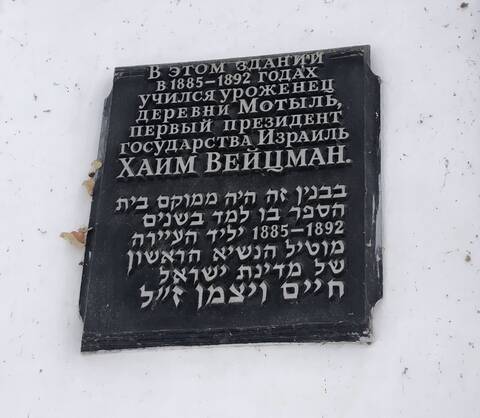 В ЭТОМ ЗДАНИИ
В 1885-1892 ГОДАХ
УЧИЛСЯ УРОЖЕНЕЦ
ДЕРЕВНИ МОТЫЛЬ,
ПЕРВЫЙ ПРЕЗИДЕНТ
ГОСУДАРСТВА ИЗРАИЛЬ
ХАИМ ВЕЙЦМАН.
בבנין זה היה ממוקם בית
הספר בו למד בשנים
1885-1892 יליד העיירה
מוטיל הנשיא הראשון
של מדינת ישראל
חיים ויצמן ז״ל